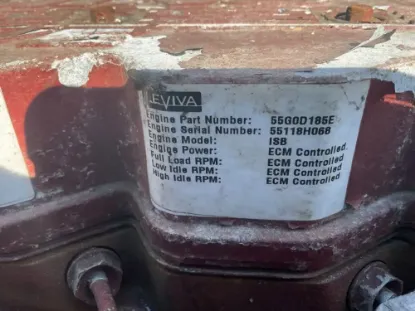 REVIVA
Engine Part Number: 55G0D185E
Engine Serial Number: 55118H068
Engine Model: ISB
Engine Power: ECM Controlled.
Full Load RPM: ECM Controlled
Low Idle RPM: ECM Controlled
High Idle RPM: ECM Controlled